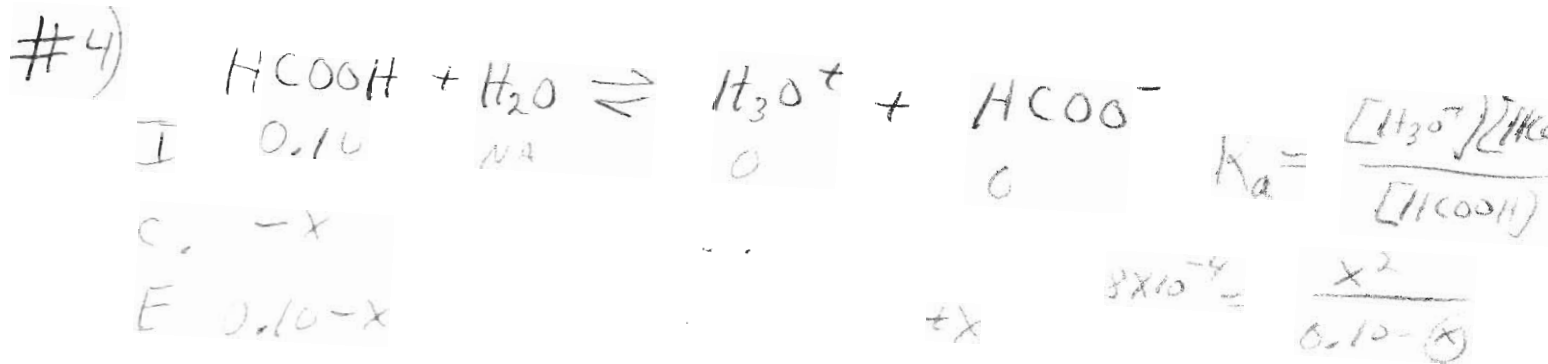 #4) HCOOH + H₂O ⇌ H₃O⁺ + HCOO⁻
I 0.10 NA 0 0 Kₐ = [H₃O⁺][HCO / [HCOOH]
C. -X
E 0.10-X +X 8X10⁻⁴ = X² / 0.10-X